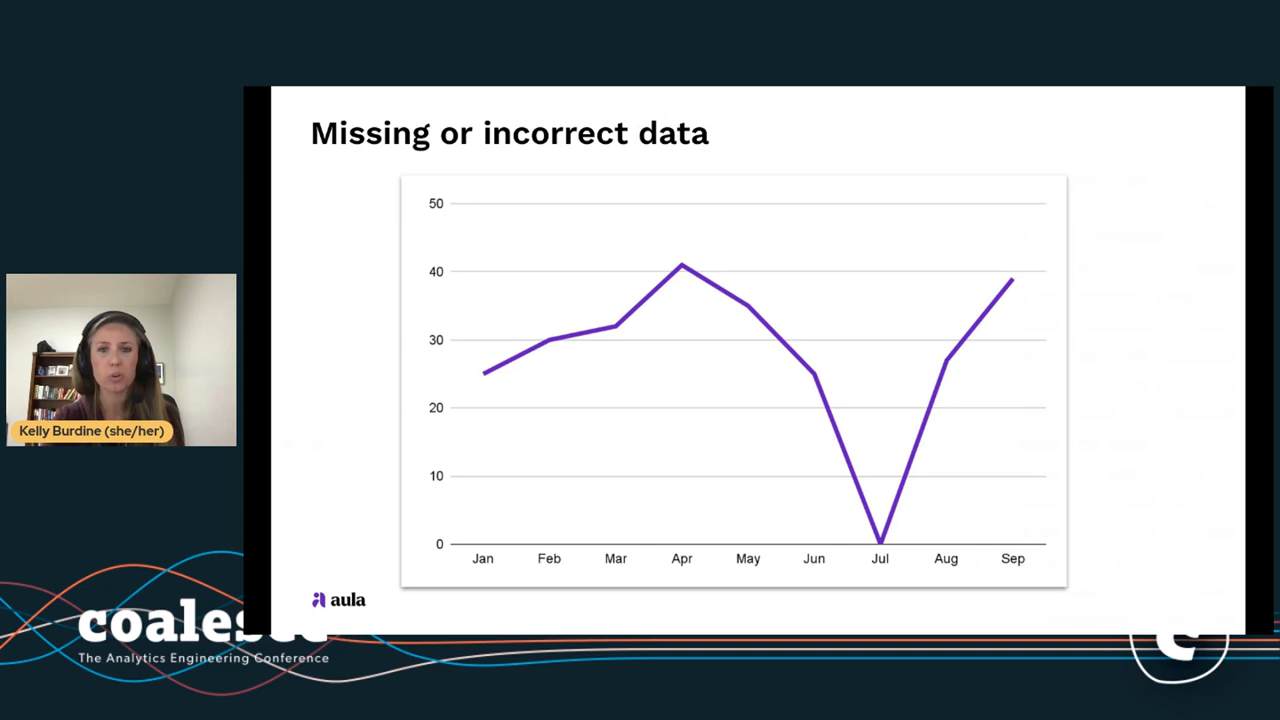 Missing or incorrect data
50
40
30
20
10
0
Jan Feb Mar Apr May Jun Jul Aug Sep
aula
Kelly Burdine (she/her)
The Analytics Engineering Conference